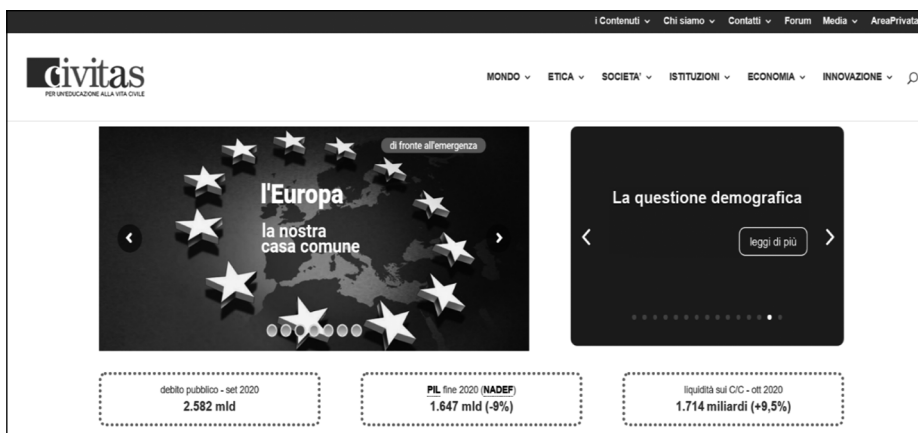 i Contenuti Chi siamo Contatti Forum Media AreaPrivata
civitas
PER UN'EDUCAZIONE ALLA VITA CIVILE
MONDO ETICA SOCIETA' ISTITUZIONI ECONOMIA INNOVAZIONE
di fronte all'emergenza
l'Europa
la nostra
casa comune
La questione demografica
leggi di più
debito pubblico - set 2020
2.582 mld
PIL fine 2020 (NADEF)
1.647 mld (-9%)
liquidità sui C/C - ott 2020
1.714 miliardi (+9,5%)